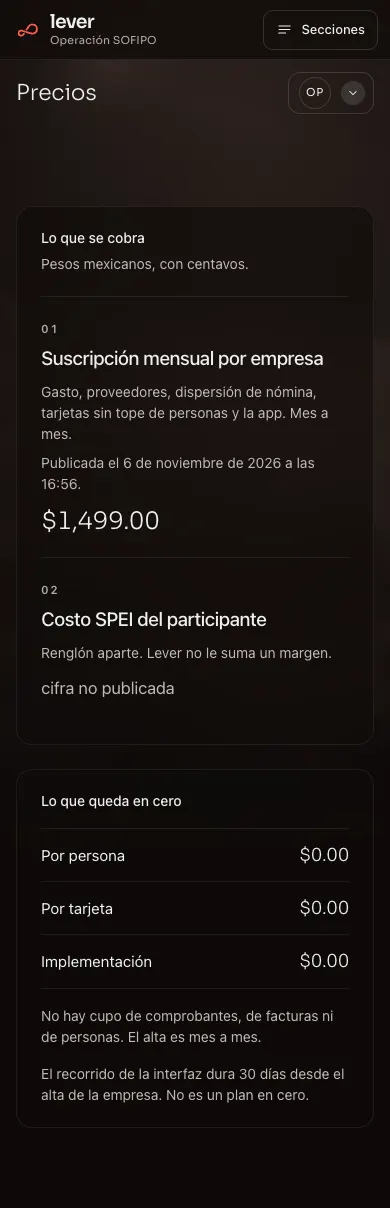 lever
Operación SOFIPO
Secciones
Precios
OP
Lo que se cobra
Pesos mexicanos, con centavos.
01
Suscripción mensual por empresa
Gasto, proveedores, dispersión de nómina,
tarjetas sin tope de personas y la app. Mes a
mes.
Publicada el 6 de noviembre de 2026 a las
16:56.
$1,499.00
02
Costo SPEI del participante
Renglón aparte. Lever no le suma un margen.
cifra no publicada
Lo que queda en cero
Por persona $0.00
Por tarjeta $0.00
Implementación $0.00
No hay cupo de comprobantes, de facturas ni
de personas. El alta es mes a mes.
El recorrido de la interfaz dura 30 días desde el
alta de la empresa. No es un plan en cero.